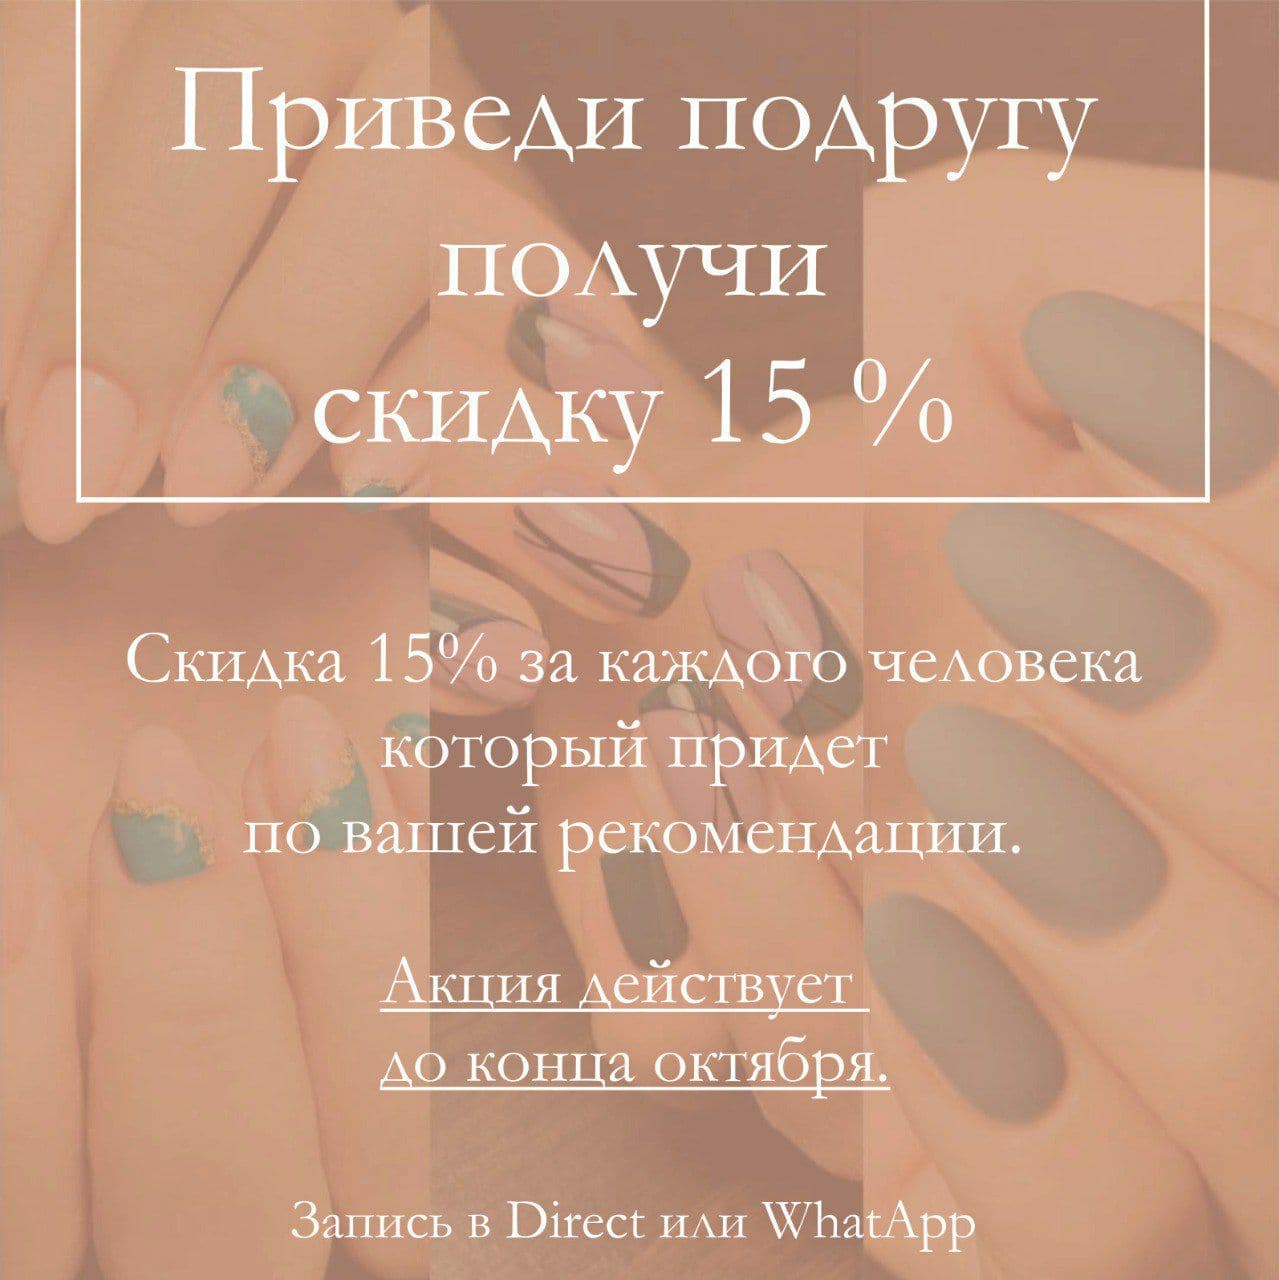 Приведи подругу
получи
скидку 15 %
Скидка 15% за каждого человека
который придет
по вашей рекомендации.
Акция действует
до конца октября.
Запись в Direct или WhatApp